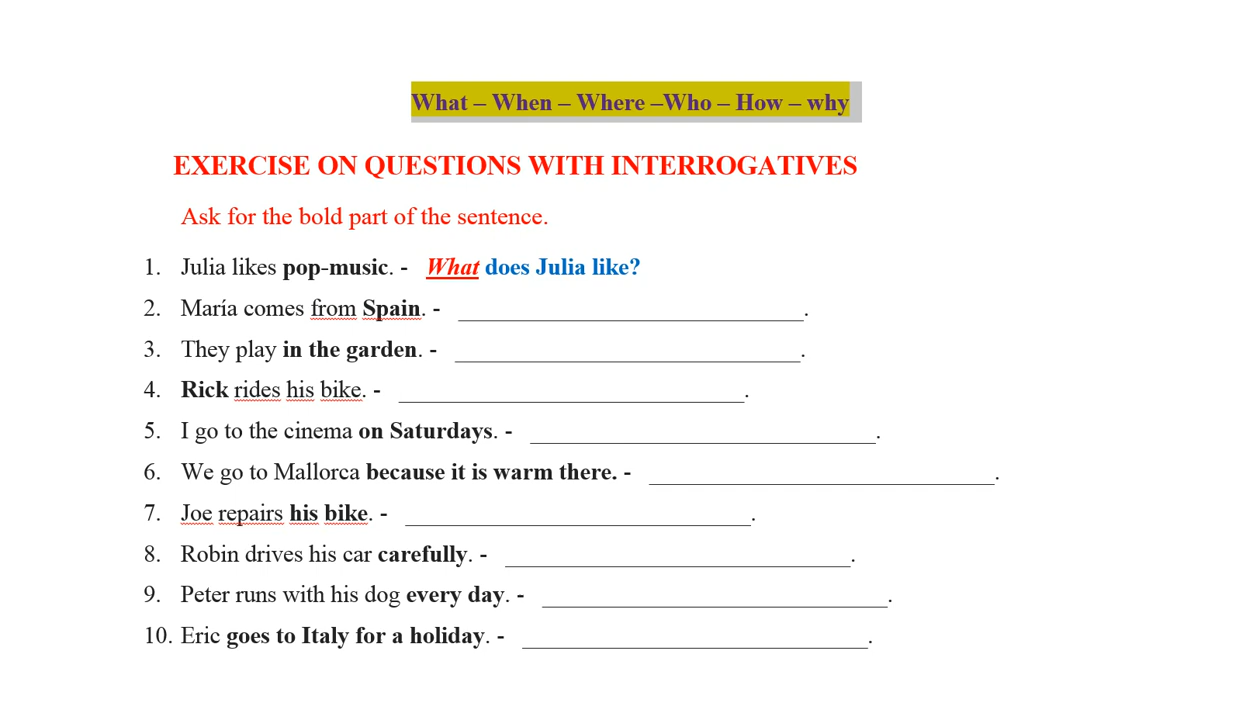 What – When – Where –Who – How – why
EXERCISE ON QUESTIONS WITH INTERROGATIVES
Ask for the bold part of the sentence.
1. Julia likes pop-music. - What does Julia like?
2. María comes from Spain. - ______________________________.
3. They play in the garden. - ______________________________.
4. Rick rides his bike. - ______________________________.
5. I go to the cinema on Saturdays. - ______________________________.
6. We go to Mallorca because it is warm there. - ______________________________.
7. Joe repairs his bike. - ______________________________.
8. Robin drives his car carefully. - ______________________________.
9. Peter runs with his dog every day. - ______________________________.
10. Eric goes to Italy for a holiday. - ______________________________.